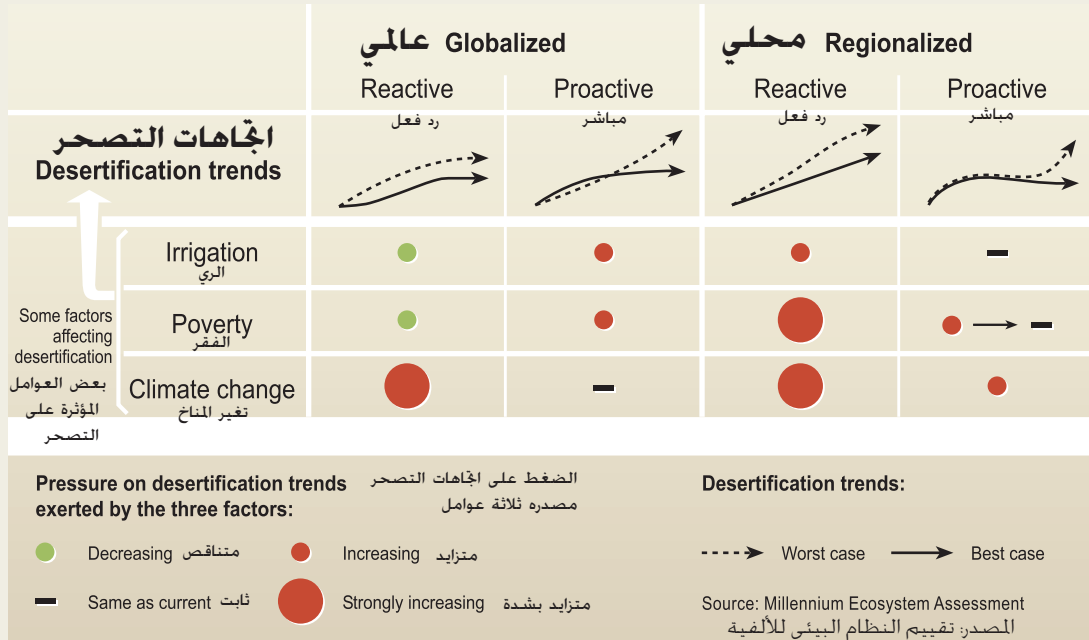 عالمي Globalized
محلي Regionalized
Reactive
Proactive
Reactive
Proactive
رد فعل
مباشر
رد فعل
مباشر
اتجاهات التصحر
Desertification trends
Irrigation
الري
Poverty
الفقر
Climate change
تغير المناخ
Some factors
affecting
desertification
بعض العوامل
المؤثرة على
التصحر
Pressure on desertification trends
exerted by the three factors:
الضغط على اتجاهات التصحر
مصدره ثلاثة عوامل
Decreasing متناقص
Increasing متزايد
Same as current ثابت
Strongly increasing متزايد بشدة
Desertification trends:
Worst case
Best case
Source: Millennium Ecosystem Assessment
المصدر: تقييم النظام البيئي للألفية